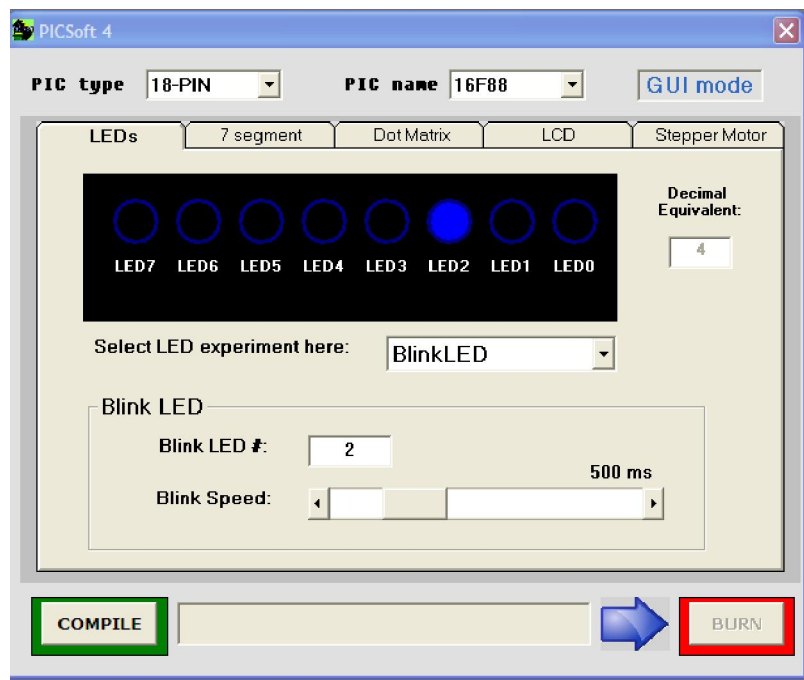 PICSoft 4
PIC type 18-PIN PIC name 16F88 GUI mode
LEDs 7 segment Dot Matrix LCD Stepper Motor
Decimal
Equivalent:
4
LED7 LED6 LED5 LED4 LED3 LED2 LED1 LED0
Select LED experiment here: BlinkLED
Blink LED
Blink LED #: 2
500 ms
Blink Speed:
COMPILE BURN